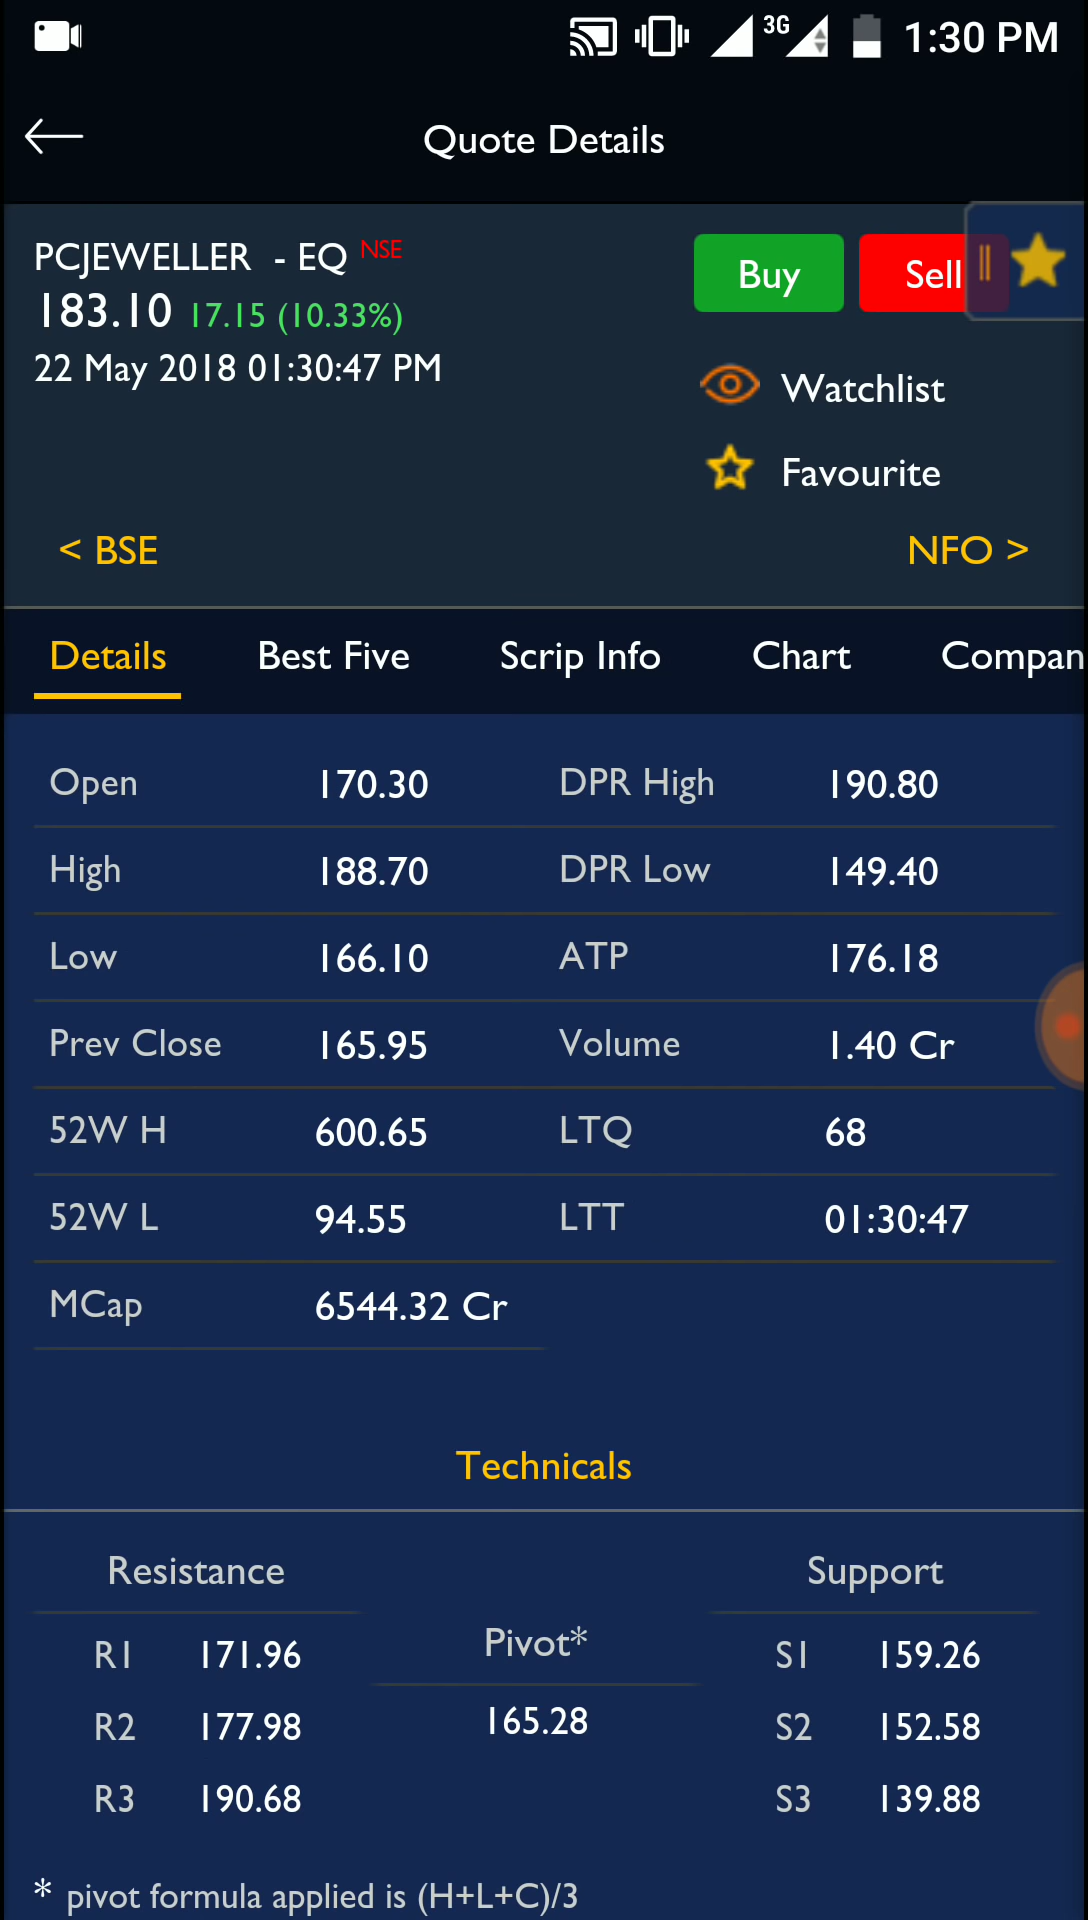 3G 1:30 PM
Quote Details
PCJEWELLER - EQ NSE
Buy Sell
183.10 17.15 (10.33%)
22 May 2018 01:30:47 PM
Watchlist
Favourite
< BSE NFO >
Details Best Five Scrip Info Chart Compan
Open 170.30 DPR High 190.80
High 188.70 DPR Low 149.40
Low 166.10 ATP 176.18
Prev Close 165.95 Volume 1.40 Cr
52W H 600.65 LTQ 68
52W L 94.55 LTT 01:30:47
MCap 6544.32 Cr
Technicals
Resistance Support
Pivot*
R1 171.96 S1 159.26
165.28
R2 177.98 S2 152.58
R3 190.68 S3 139.88
* pivot formula applied is (H+L+C)/3